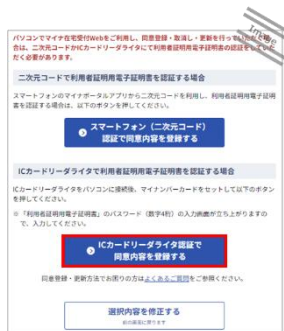 パソコンでマイナ在宅受付Webをご利用し、同意登録・取消し・更新を行っていただく場
合は、二次元コードかICカードリーダライタにて利用者証明用電子証明書の認証をしていた
だく必要があります。
Image
二次元コードで利用者証明用電子証明書を認証する場合
スマートフォンのマイナポータルアプリから二次元コードを利用し、利用者証明用電子証明
書を認証する場合は、以下のボタンを押してください。
スマートフォン（二次元コード）
認証で同意内容を登録する
ICカードリーダライタで利用者証明用電子証明書を認証する場合
ICカードリーダライタをパソコンに接続後、マイナンバーカードをセットして以下のボタン
を押してください。
※「利用者証明用電子証明書」のパスワード（数字4桁）の入力画面が立ち上がりますの
で、入力してください。
ICカードリーダライタ認証で
同意内容を登録する
同意登録・更新方法でお困りの方はよくあるご質問をご参照ください。
選択内容を修正する
前の画面に戻ります